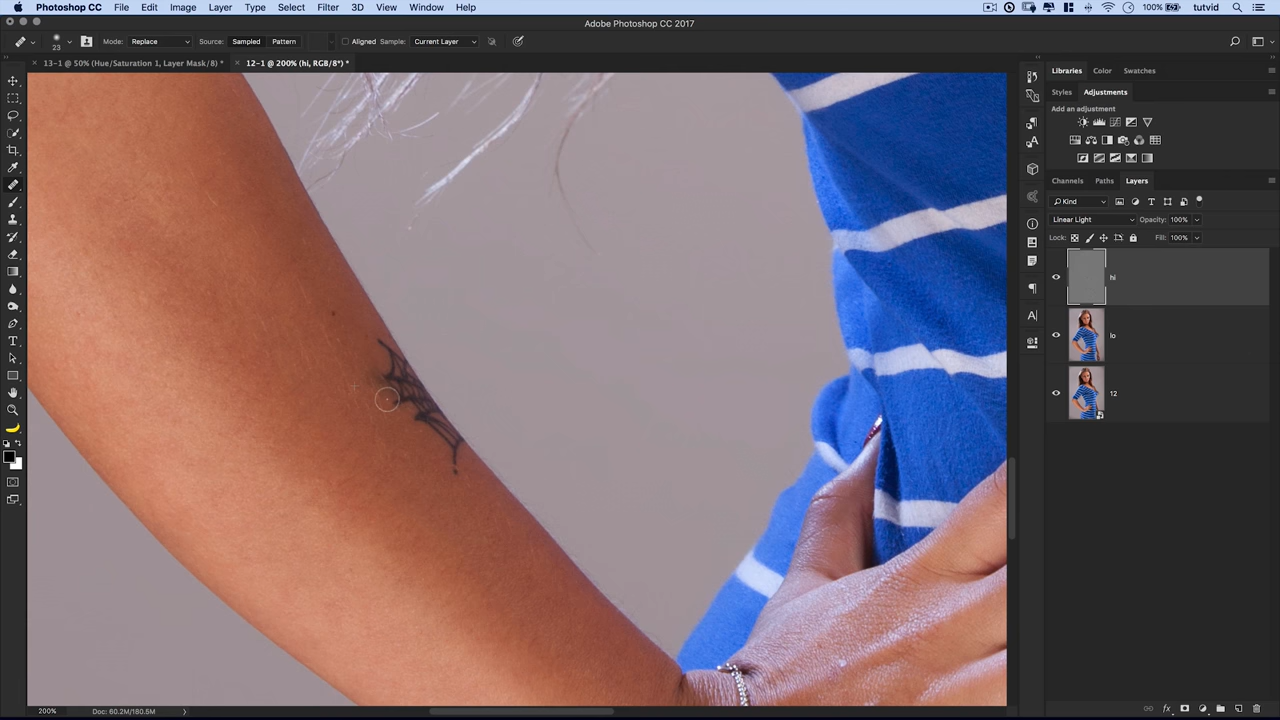 Photoshop CC File Edit Image Layer Type Select Filter 3D View Window Help 100% tutvid
Adobe Photoshop CC 2017
23 Mode: Replace Source: Sampled Pattern Aligned Sample: Current Layer
13-1 @ 50% (Hue/Saturation 1, Layer Mask/8) * 12-1 @ 200% (hi, RGB/8*) *
Libraries Color Swatches
Styles Adjustments
Add an adjustment
Channels Paths Layers
Kind
Linear Light Opacity: 100%
Lock: Fill: 100%
hi
lo
12
200% Doc: 60.2M/180.5M